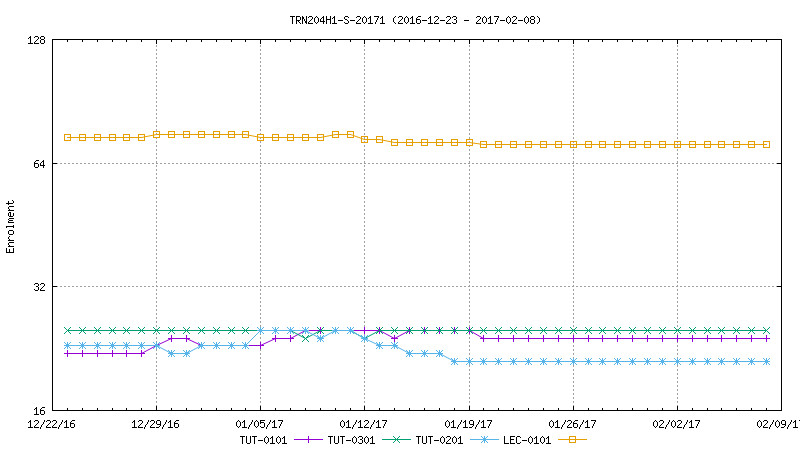 TRN204H1-S-20171 (2016-12-23 - 2017-02-08)
128
64
Enrolment
32
16
12/22/16 12/29/16 01/05/17 01/12/17 01/19/17 01/26/17 02/02/17 02/09/17
TUT-0101 TUT-0301 TUT-0201 LEC-0101